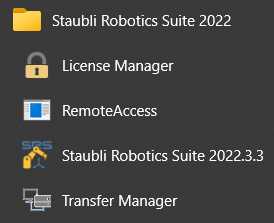 Staubli Robotics Suite 2022
License Manager
RemoteAccess
SRS
Staubli Robotics Suite 2022.3.3
Transfer Manager